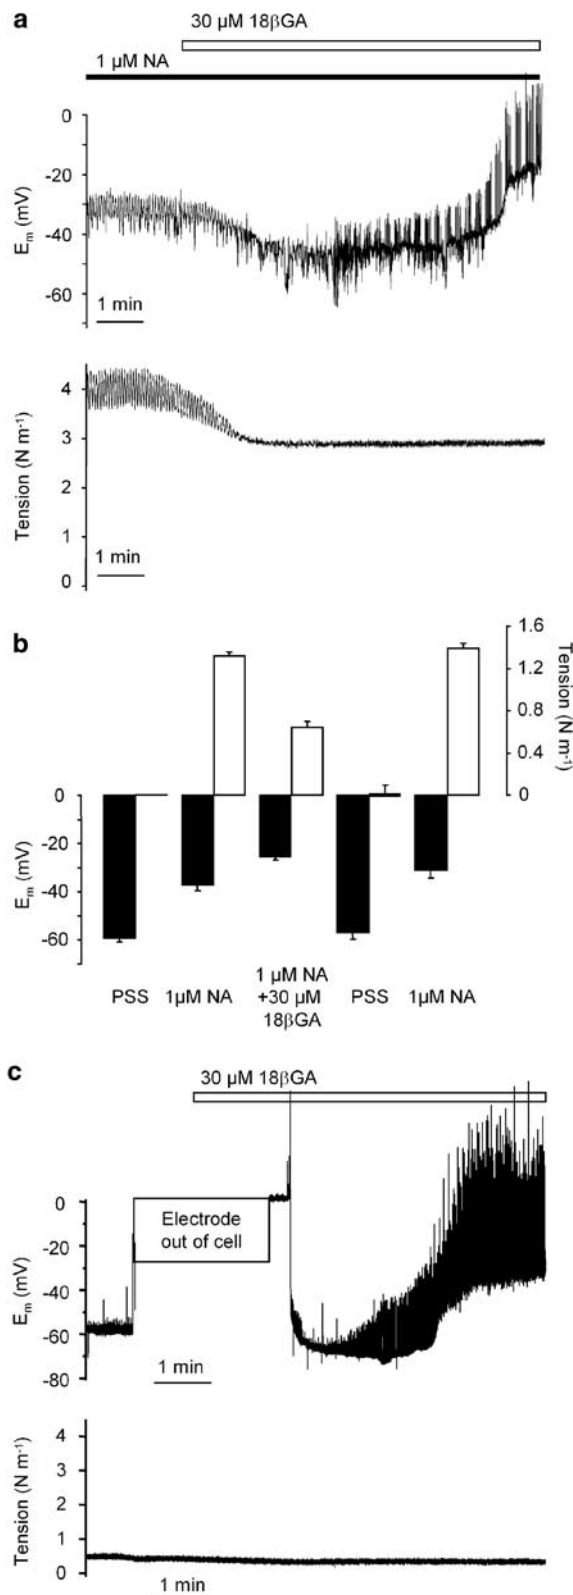 a
30 µM 18βGA
1 µM NA
0
-20
-40
-60
E_m (mV)
1 min
4
3
2
1
0
Tension (N m⁻¹)
1 min
b
1.6
1.2
0.8
0.4
0
Tension (N m⁻¹)
0
-20
-40
-60
E_m (mV)
PSS
1µM NA
1 µM NA
+30 µM
18βGA
PSS
1µM NA
c
30 µM 18βGA
Electrode
out of cell
0
-20
-40
-60
-80
E_m (mV)
1 min
4
3
2
1
0
Tension (N m⁻¹)
1 min